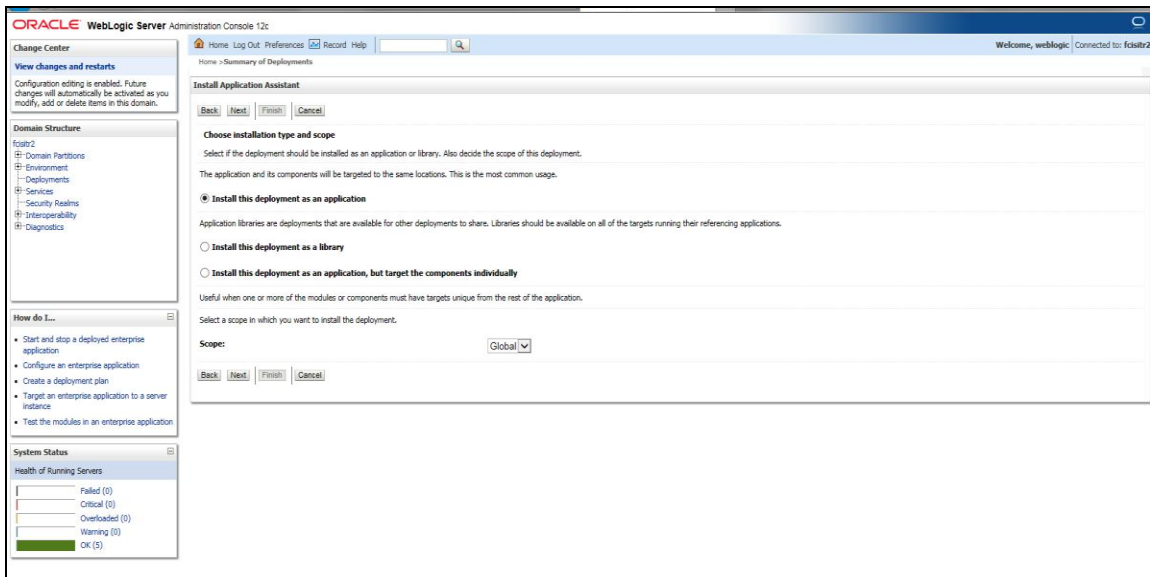 ORACLE WebLogic Server Administration Console 12c
Change Center
View changes and restarts
Configuration editing is enabled. Future
changes will automatically be activated as you
modify, add or delete items in this domain.
Domain Structure
fcisitr2
Domain Partitions
Environment
Deployments
Services
Security Realms
Interoperability
Diagnostics
How do I...
Start and stop a deployed enterprise
application
Configure an enterprise application
Create a deployment plan
Target an enterprise application to a server
instance
Test the modules in an enterprise application
System Status
Health of Running Servers
Failed (0)
Critical (0)
Overloaded (0)
Warning (0)
OK (5)
Home Log Out Preferences Record Help
Welcome, weblogic Connected to: fcisitr2
Home >Summary of Deployments
Install Application Assistant
Back Next Finish Cancel
Choose installation type and scope
Select if the deployment should be installed as an application or library. Also decide the scope of this deployment.
The application and its components will be targeted to the same locations. This is the most common usage.
Install this deployment as an application
Application libraries are deployments that are available for other deployments to share. Libraries should be available on all of the targets running their referencing applications.
Install this deployment as a library
Install this deployment as an application, but target the components individually
Useful when one or more of the modules or components must have targets unique from the rest of the application.
Select a scope in which you want to install the deployment.
Scope: Global
Back Next Finish Cancel